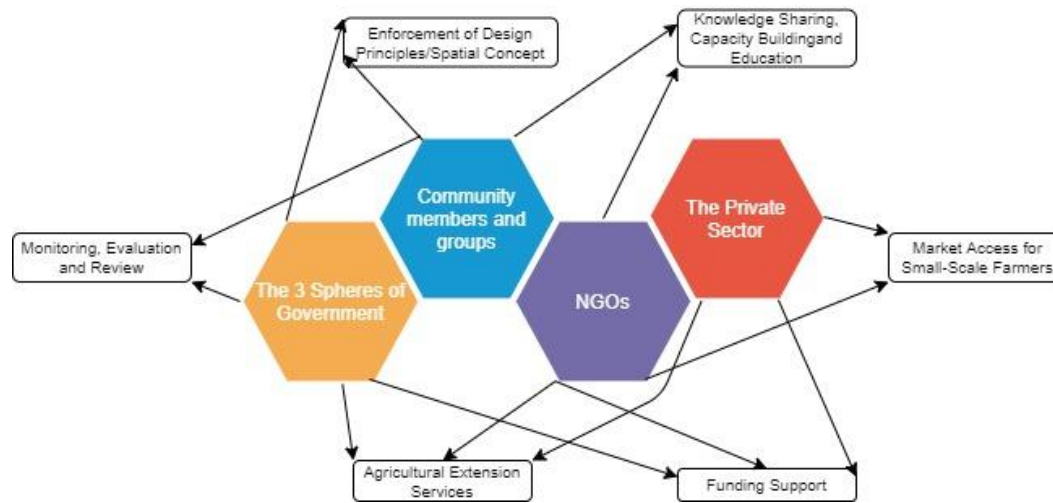 Enforcement of Design
Principles/Spatial Concept
Knowledge Sharing,
Capacity Buildingand
Education
Community
members and
groups
The Private
Sector
Monitoring, Evaluation
and Review
Market Access for
Small-Scale Farmers
The 3 Spheres of
Government
NGOs
Agricultural Extension
Services
Funding Support